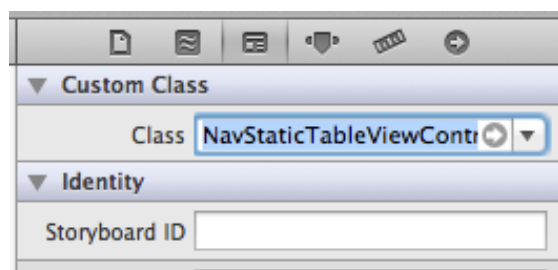 Custom Class
Class NavStaticTableViewContr
Identity
Storyboard ID